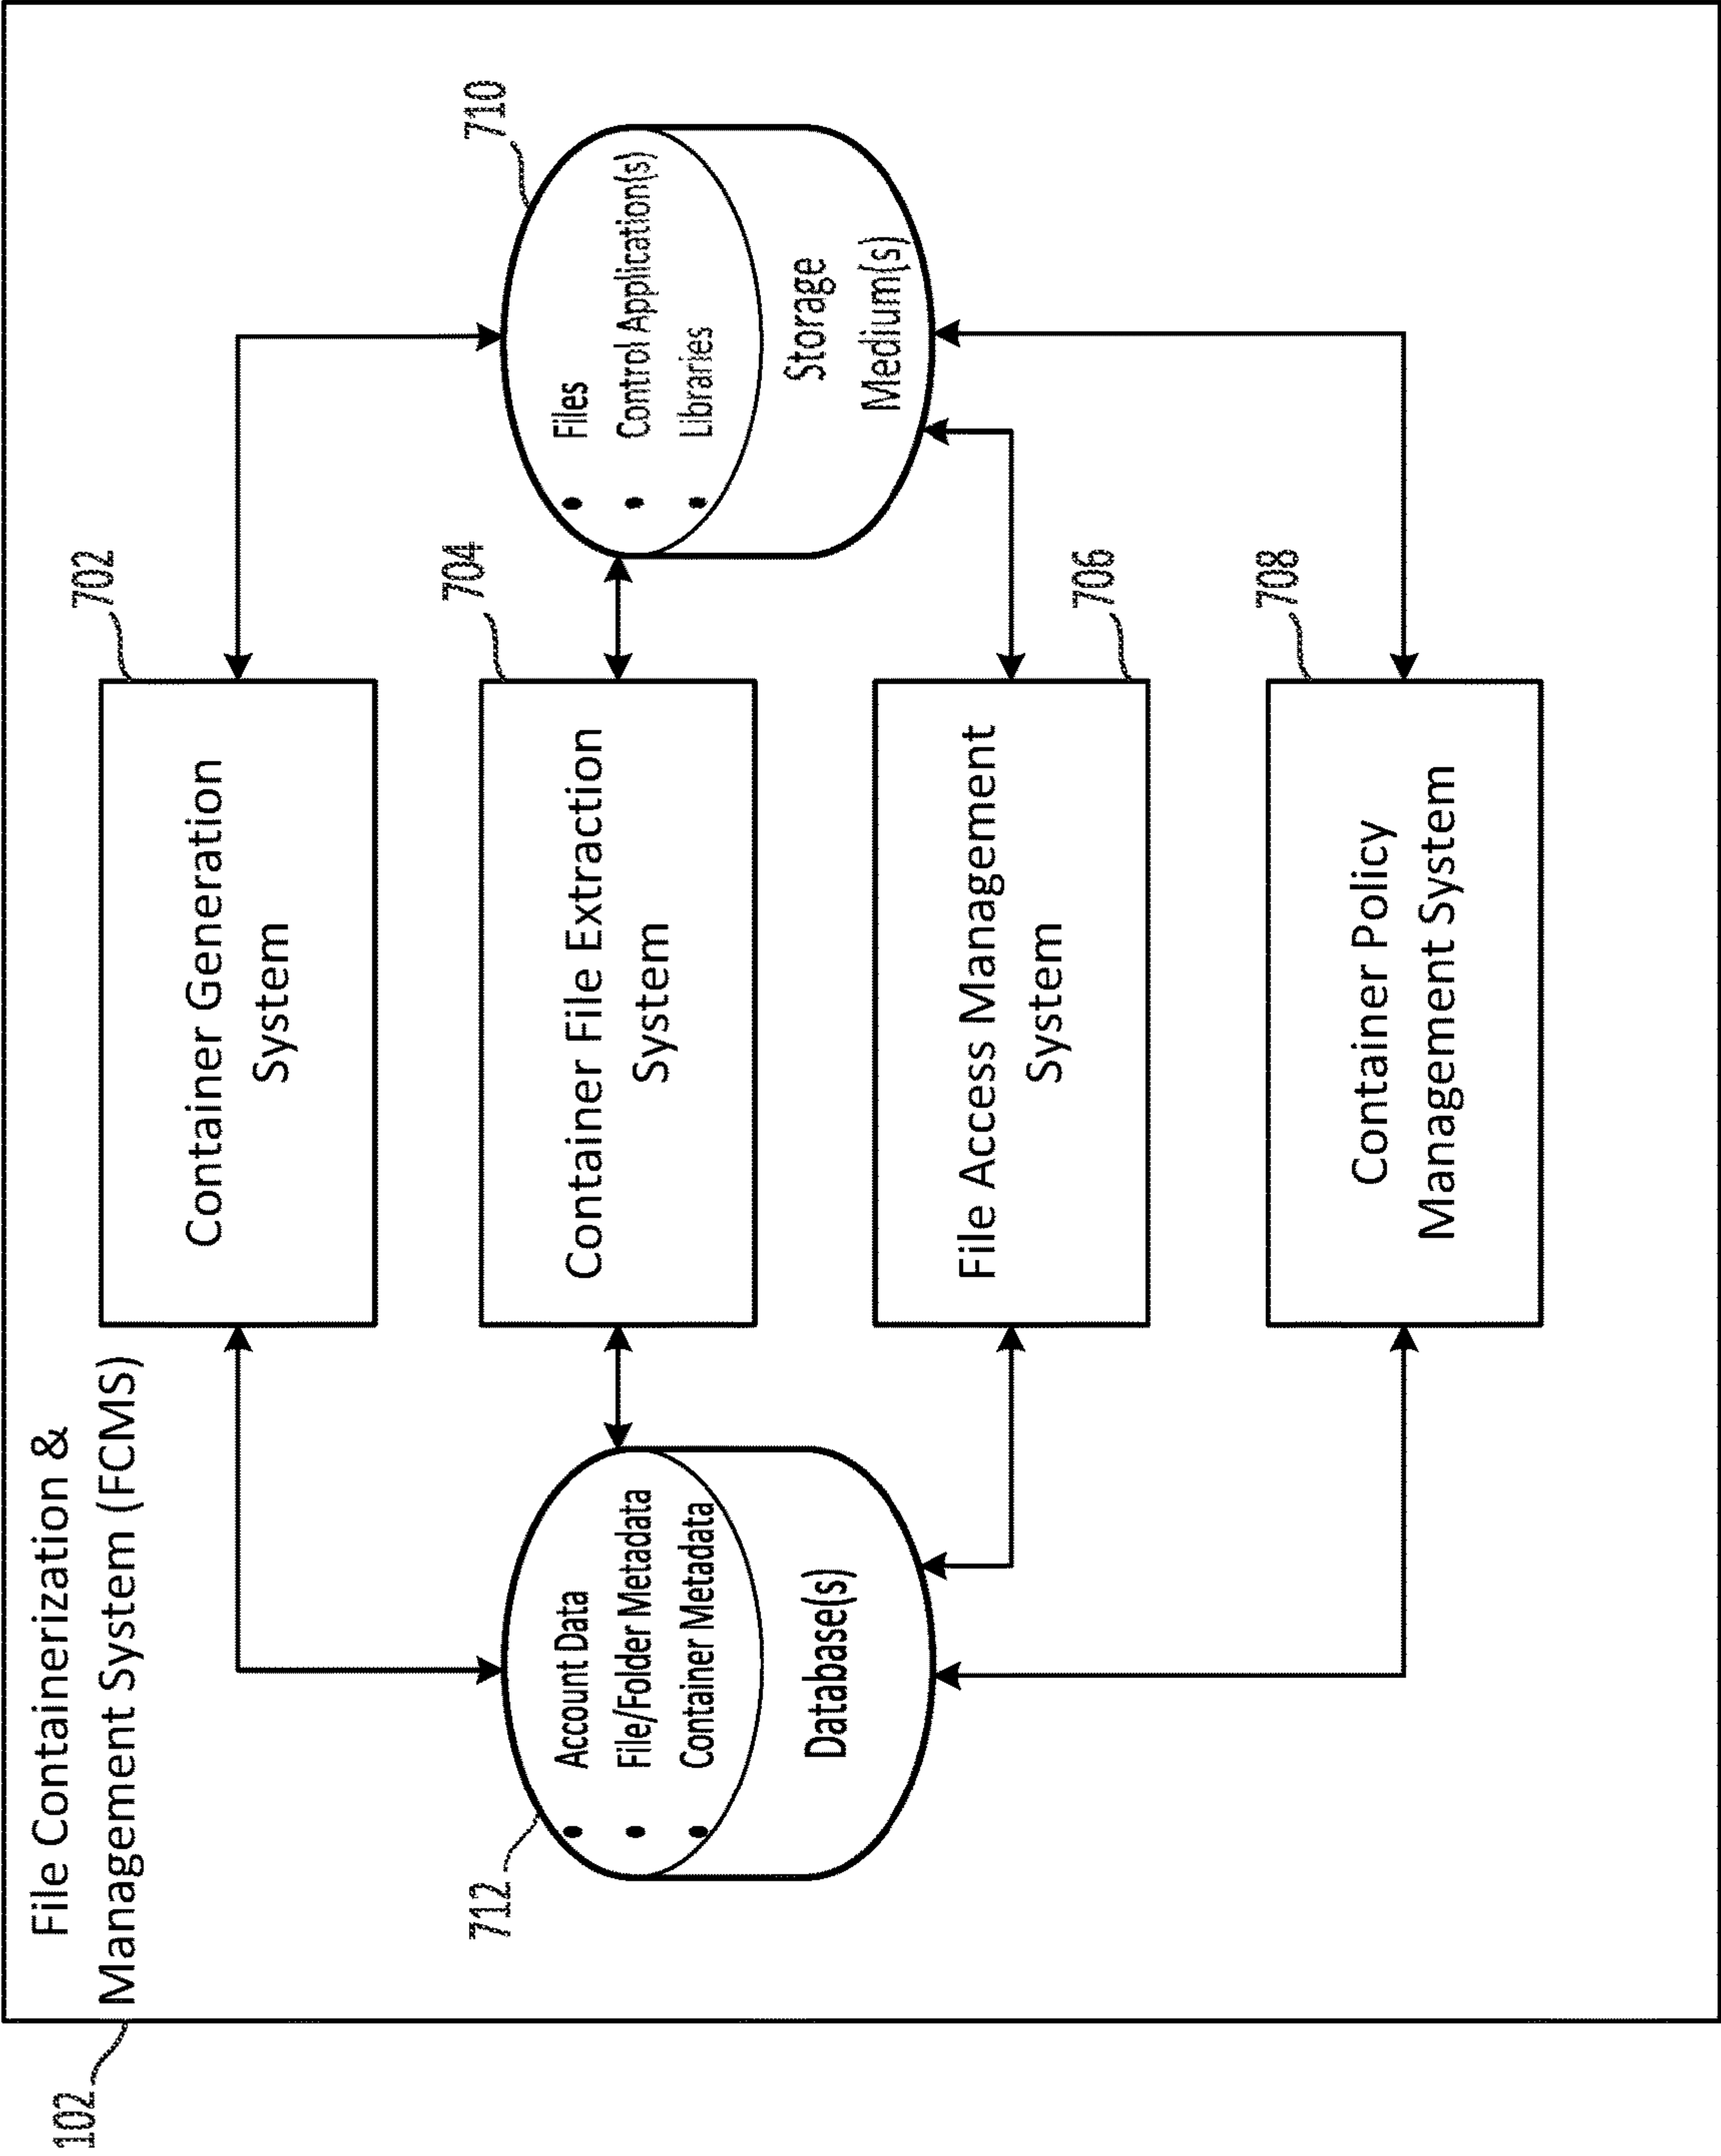 102
File Containerization &
Management System (FCMS)
702
Container Generation
System
704
Container File Extraction
System
706
File Access Management
System
708
Container Policy
Management System
712
• Account Data
• File/Folder Metadata
• Container Metadata
Database(s)
710
• Files
• Control Application(s)
• Libraries
Storage
Medium(s)